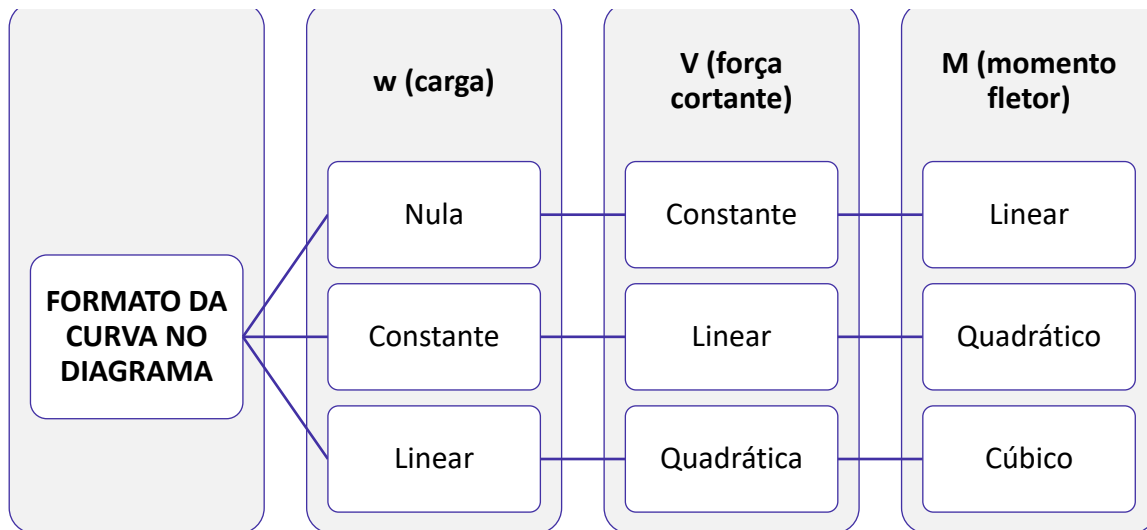 w (carga)
V (força
cortante)
M (momento
fletor)
FORMATO DA
CURVA NO
DIAGRAMA
Nula
Constante
Linear
Constante
Linear
Quadrático
Linear
Quadrática
Cúbico